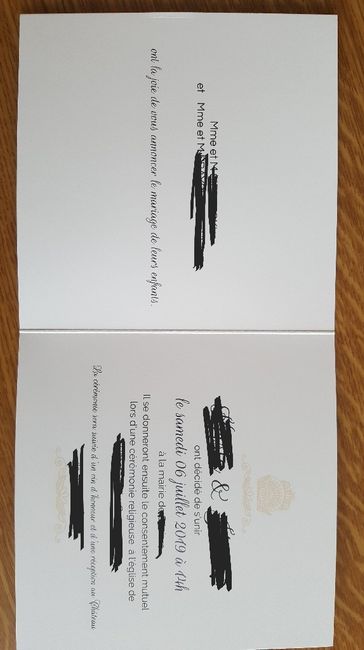 Mme et M
et Mme et M
ont la joie de vous annoncer le mariage de leurs enfants.
&
ont décidé de s'unir
le samedi 06 juillet 2019 à 14h
à la mairie de
Il se donneront ensuite le consentement mutuel
lors d'une cérémonie religieuse à l'église de
La cérémonie sera suivie d'un vin d'honneur et d'une réception au Château